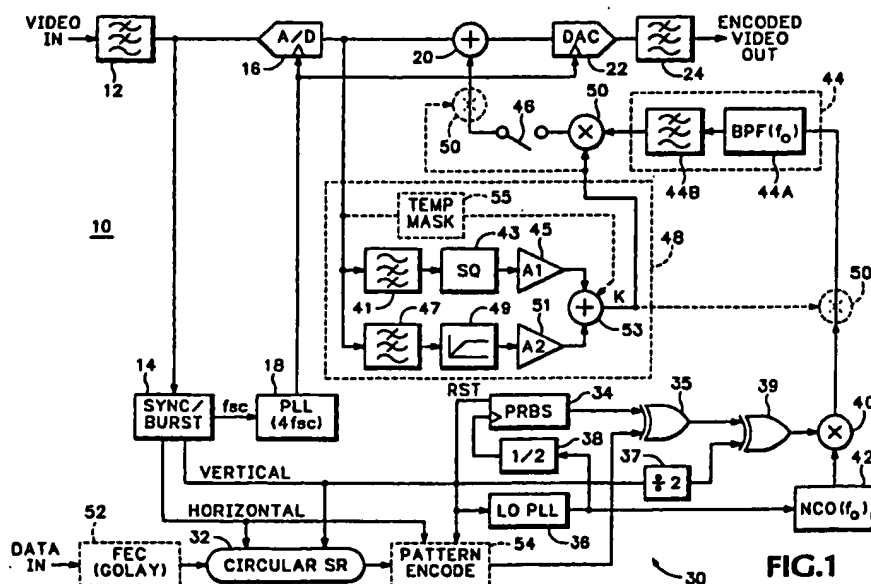 VIDEO IN
12
A/D
16
20
DAC
22
24
ENCODED VIDEO OUT
50
46
50
44
BPF(fo)
44B
44A
10
TEMP MASK
55
48
43
45
41
SQ
A1
K
53
50
47
49
51
A2
14
SYNC/BURST
fsc
18
PLL (4fsc)
RST
34
PRBS
35
39
40
1/2
38
37
÷2
42
NCO(fo)
VERTICAL
HORIZONTAL
LO PLL
36
52
DATA IN
FEC (GOLAY)
32
CIRCULAR SR
PATTERN ENCODE
54
30
FIG.1